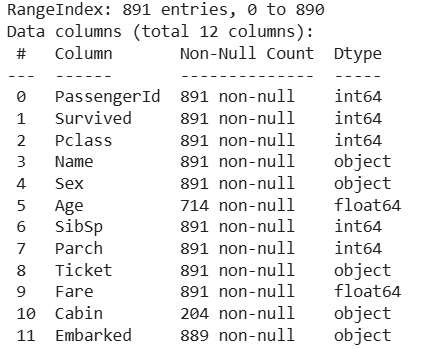 RangeIndex: 891 entries, 0 to 890
Data columns (total 12 columns):
 #   Column       Non-Null Count  Dtype
---  ------       --------------  -----
 0   PassengerId  891 non-null    int64
 1   Survived     891 non-null    int64
 2   Pclass       891 non-null    int64
 3   Name         891 non-null    object
 4   Sex          891 non-null    object
 5   Age          714 non-null    float64
 6   SibSp        891 non-null    int64
 7   Parch        891 non-null    int64
 8   Ticket       891 non-null    object
 9   Fare         891 non-null    float64
 10  Cabin        204 non-null    object
 11  Embarked     889 non-null    object